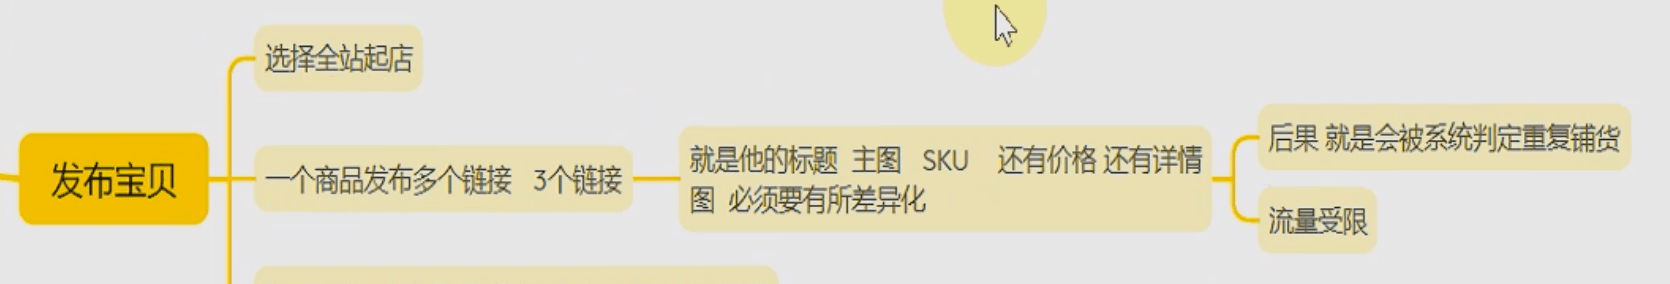 选择全站起店
发布宝贝
一个商品发布多个链接 3个链接
就是他的标题 主图 SKU 还有价格 还有详情
图 必须要有所差异化
后果 就是会被系统判定重复铺货
流量受限